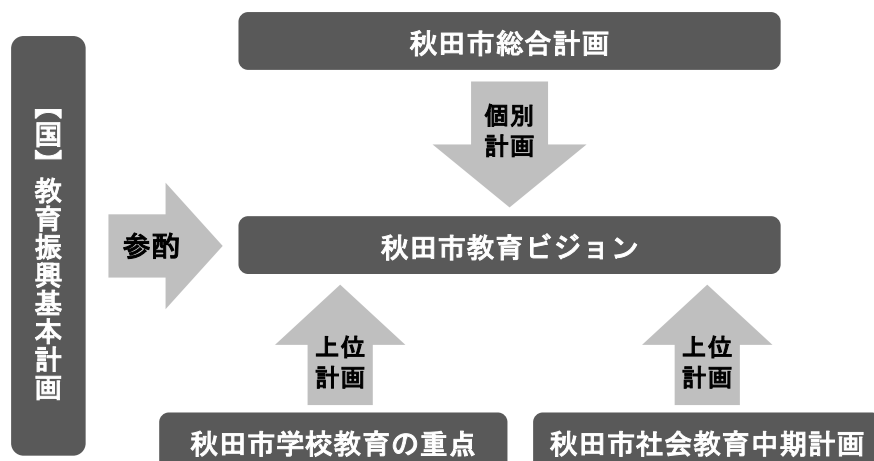 秋田市総合計画
【国】教育振興基本計画
個別
計画
参酌
秋田市教育ビジョン
上位
計画
上位
計画
秋田市学校教育の重点
秋田市社会教育中期計画